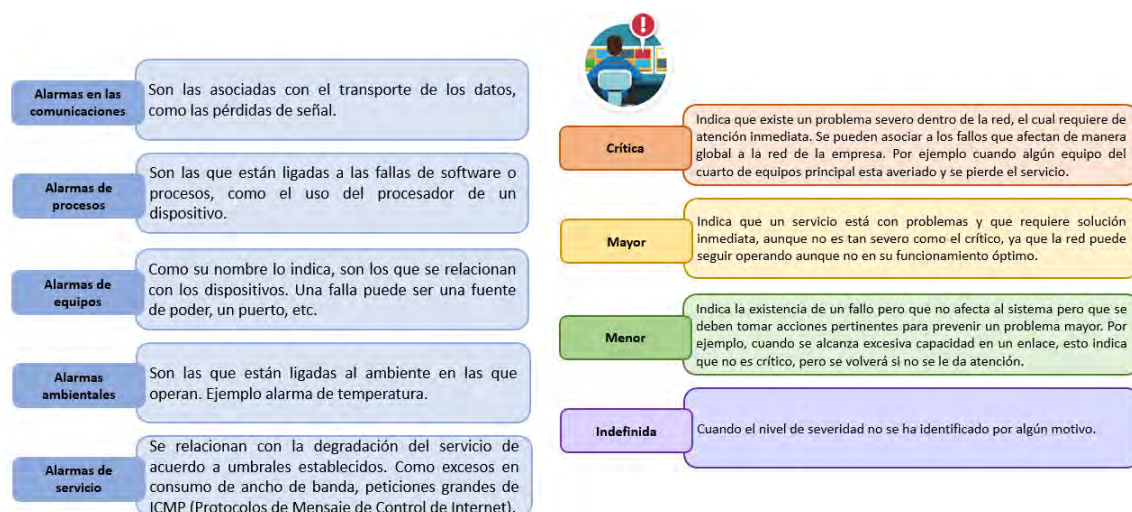 Alarmas en las
comunicaciones
Son las asociadas con el transporte de los datos,
como las pérdidas de señal.
Alarmas de
procesos
Son las que están ligadas a las fallas de software o
procesos, como el uso del procesador de un
dispositivo.
Alarmas de
equipos
Como su nombre lo indica, son los que se relacionan
con los dispositivos. Una falla puede ser una fuente
de poder, un puerto, etc.
Alarmas
ambientales
Son las que están ligadas al ambiente en las que
operan. Ejemplo alarma de temperatura.
Alarmas de
servicio
Se relacionan con la degradación del servicio de
acuerdo a umbrales establecidos. Como excesos en
consumo de ancho de banda, peticiones grandes de
ICMP (Protocolos de Mensaje de Control de Internet).
Crítica
Indica que existe un problema severo dentro de la red, el cual requiere de
atención inmediata. Se pueden asociar a los fallos que afectan de manera
global a la red de la empresa. Por ejemplo cuando algún equipo del
cuarto de equipos principal esta averiado y se pierde el servicio.
Mayor
Indica que un servicio está con problemas y que requiere solución
inmediata, aunque no es tan severo como el crítico, ya que la red puede
seguir operando aunque no en su funcionamiento óptimo.
Menor
Indica la existencia de un fallo pero que no afecta al sistema pero que se
deben tomar acciones pertinentes para prevenir un problema mayor. Por
ejemplo, cuando se alcanza excesiva capacidad en un enlace, esto indica
que no es crítico, pero se volverá si no se le da atención.
Indefinida
Cuando el nivel de severidad no se ha identificado por algún motivo.